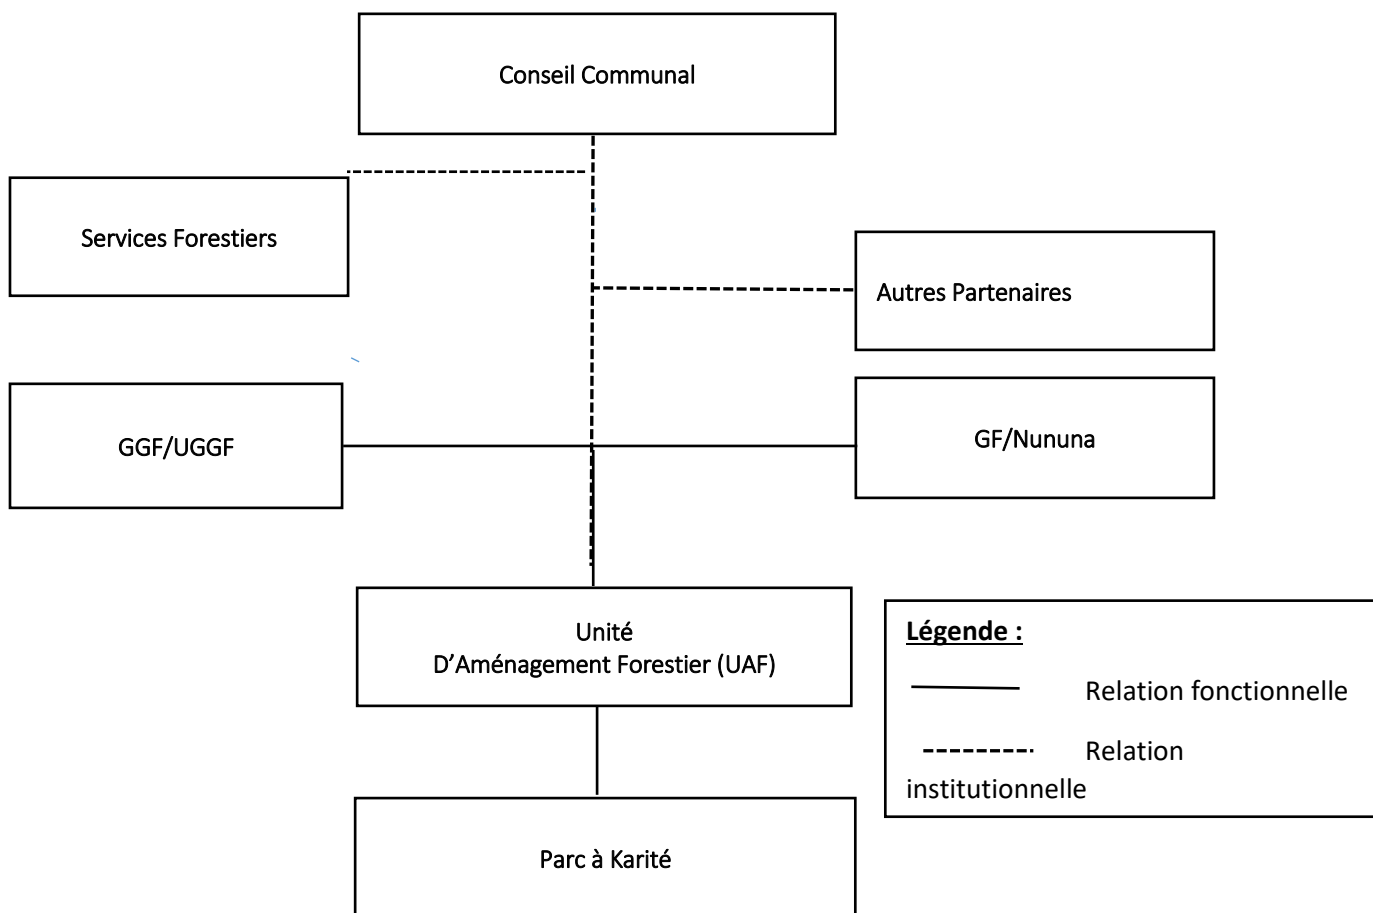 Conseil Communal
Services Forestiers
Autres Partenaires
GGF/UGGF
GF/Nununa
Unité
D’Aménagement Forestier (UAF)
Légende :
Relation fonctionnelle
Relation
institutionnelle
Parc à Karité